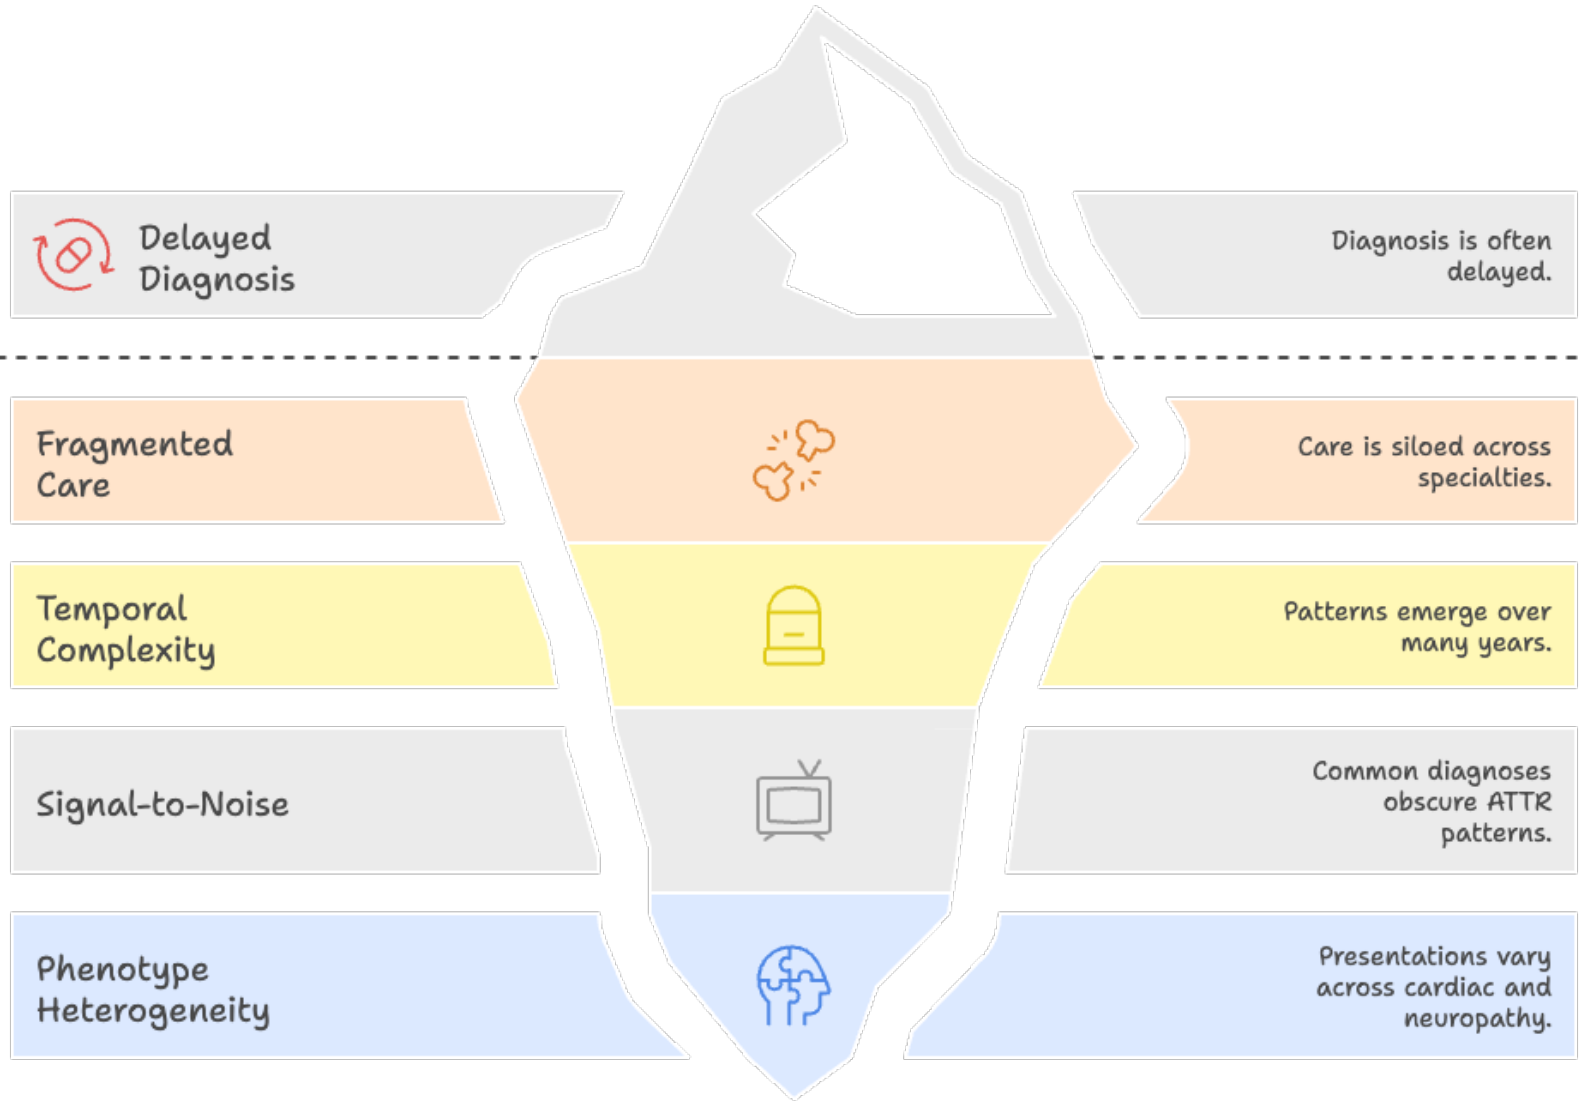 Delayed
Diagnosis
Diagnosis is often
delayed.
Fragmented
Care
Care is siloed across
specialties.
Temporal
Complexity
Patterns emerge over
many years.
Signal-to-Noise
Common diagnoses
obscure ATTR
patterns.
Phenotype
Heterogeneity
Presentations vary
across cardiac and
neuropathy.